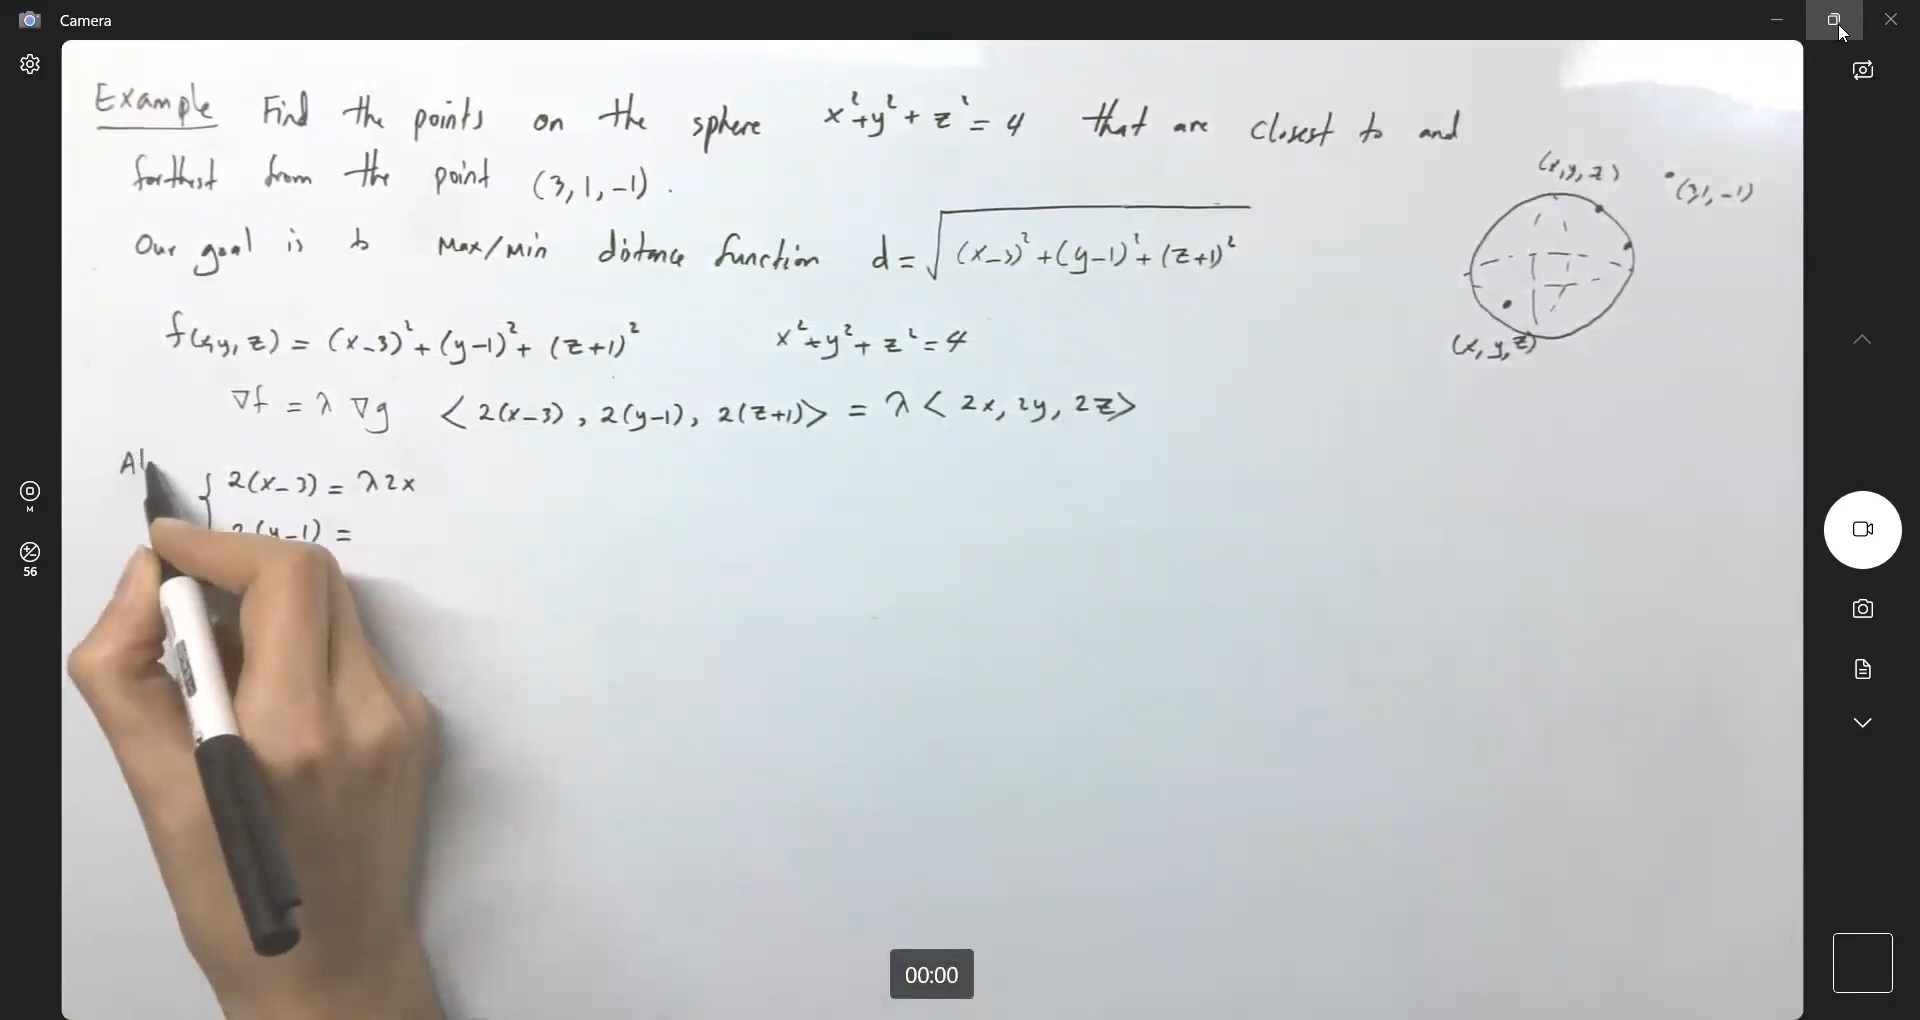 Camera
Example Find the points on the sphere x²+y²+z²=4 that are closest to and
farthest from the point (3,1,-1).
(x,y,z)
(3,1,-1)
Our goal is to Max/Min distance function d=√(x-3)²+(y-1)²+(z+1)²
f(x,y,z) = (x-3)²+(y-1)²+(z+1)² x²+y²+z²=4
(x,y,z)
∇f = λ ∇g <2(x-3), 2(y-1), 2(z+1)> = λ<2x, 2y, 2z>
Al
2(x-3) = λ2x
2(y-1) =
M
56
00:00